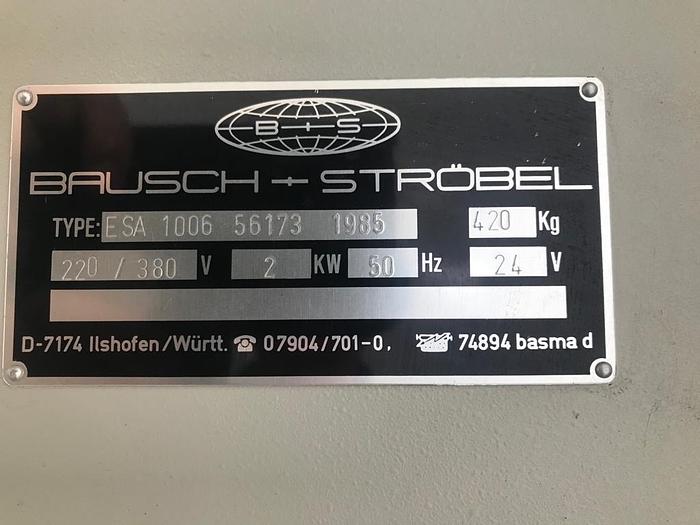 B+S
BAUSCH + STRÖBEL
TYPE: ESA 1006 56173 1985 420 Kg
220 / 380 V 2 KW 50 Hz 24 V
D-7174 Ilshofen/Württ. ☎ 07904/701-0, 74894 basma d